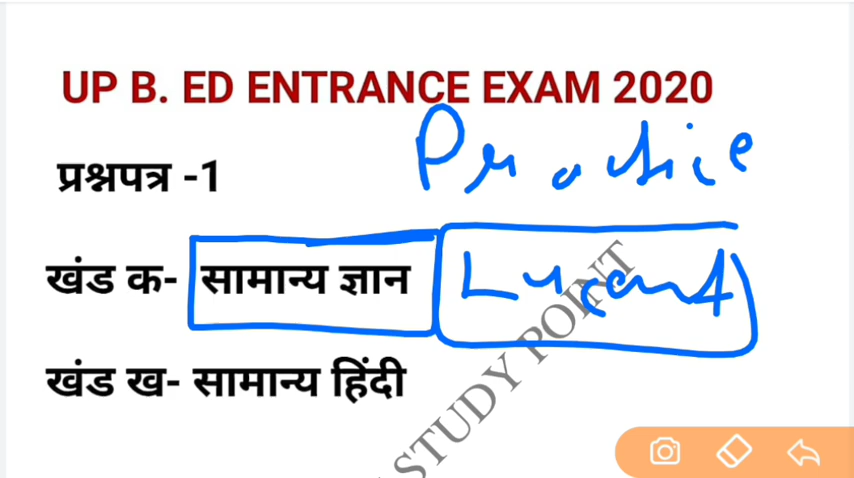 UP B. ED ENTRANCE EXAM 2020
प्रश्नपत्र -1
Practice
खंड क- सामान्य ज्ञान
Lucent
खंड ख- सामान्य हिंदी
STUDY POINT